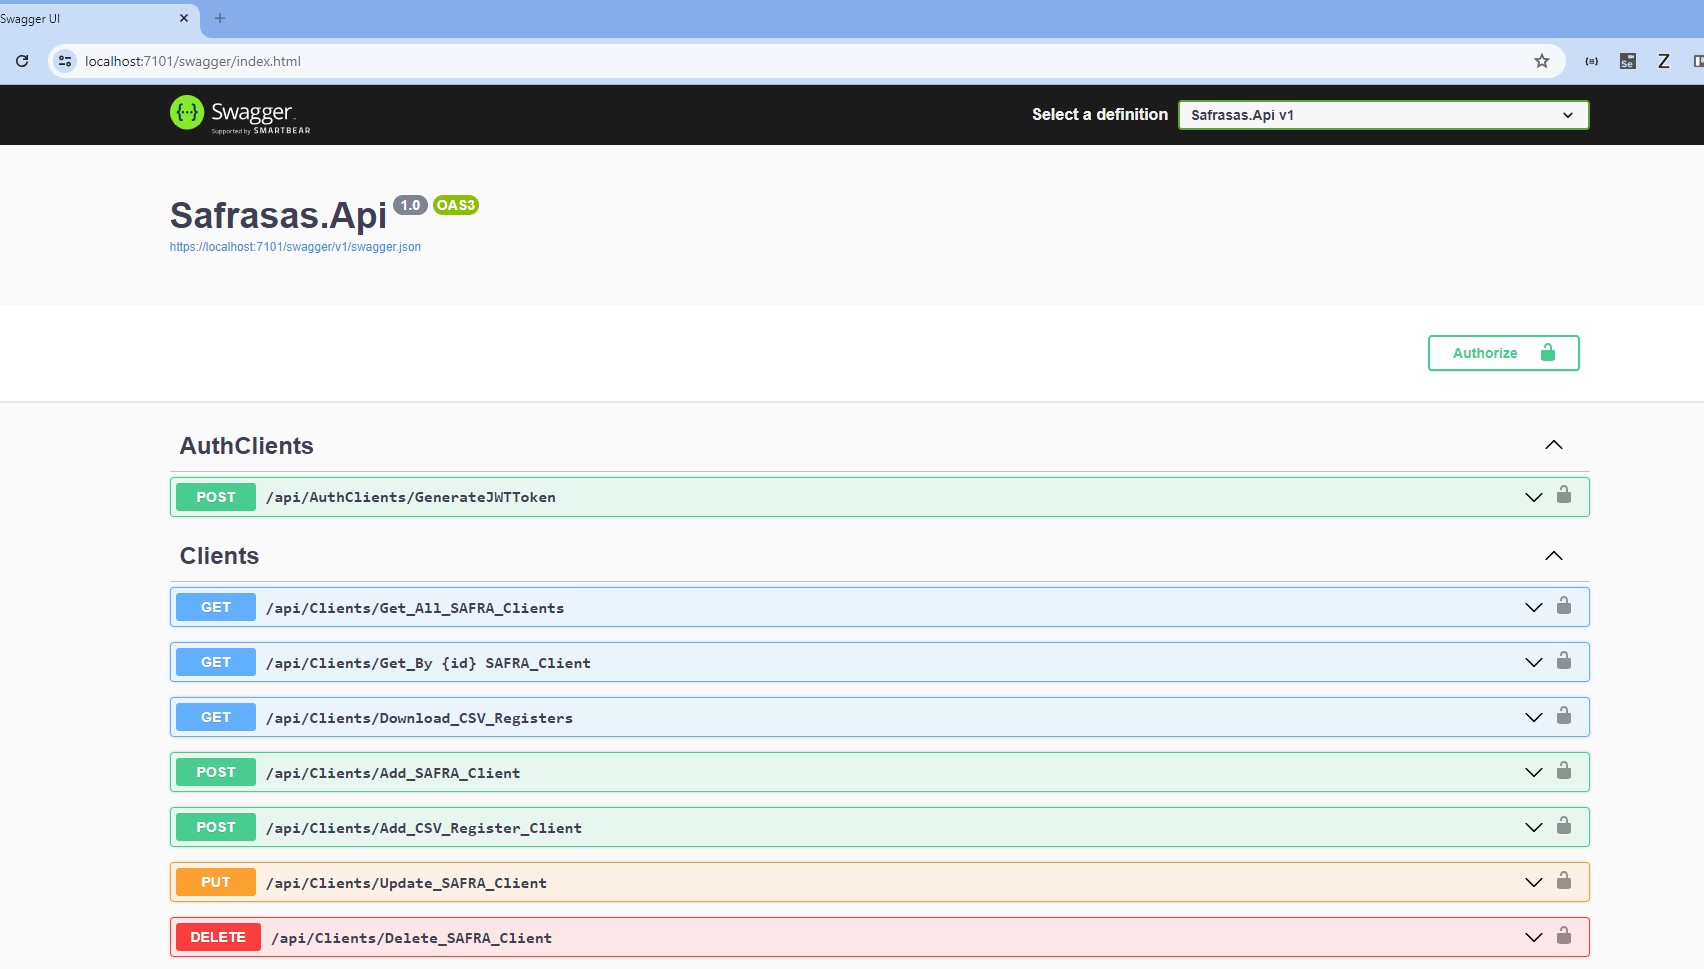 Swagger UI
localhost:7101/swagger/index.html
Se
Z
Swagger
Supported by SMARTBEAR
Select a definition
Safrasas.Api v1
Safrasas.Api 1.0 OAS3
https://localhost:7101/swagger/v1/swagger.json
Authorize
AuthClients
POST /api/AuthClients/GenerateJWTToken
Clients
GET /api/Clients/Get_All_SAFRA_Clients
GET /api/Clients/Get_By {id} SAFRA_Client
GET /api/Clients/Download_CSV_Registers
POST /api/Clients/Add_SAFRA_Client
POST /api/Clients/Add_CSV_Register_Client
PUT /api/Clients/Update_SAFRA_Client
DELETE /api/Clients/Delete_SAFRA_Client